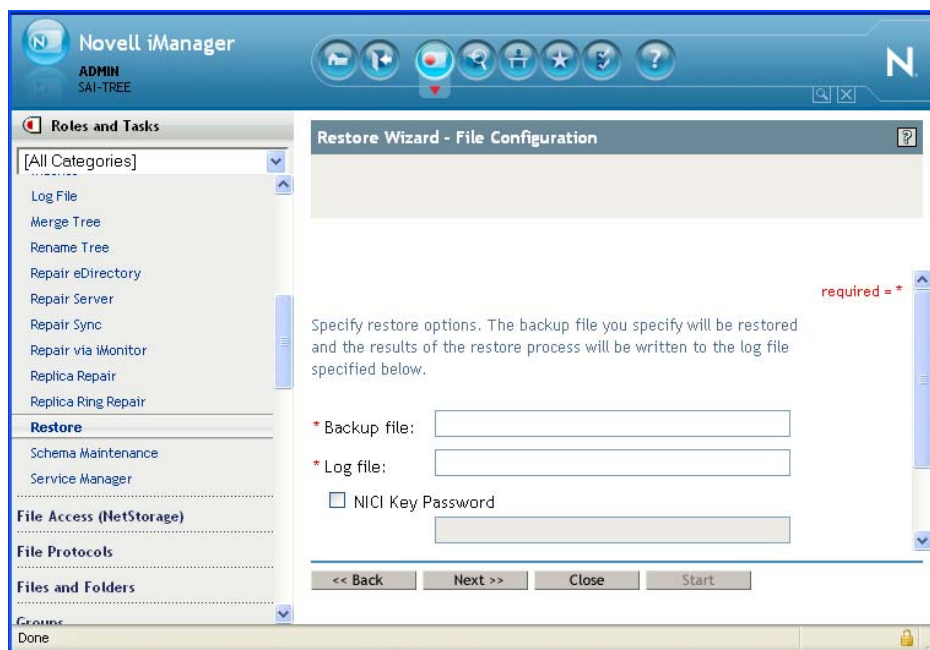 Novell iManager
ADMIN
SAI-TREE
N
N
Roles and Tasks
[All Categories]
Log File
Merge Tree
Rename Tree
Repair eDirectory
Repair Server
Repair Sync
Repair via iMonitor
Replica Repair
Replica Ring Repair
Restore
Schema Maintenance
Service Manager
File Access (NetStorage)
File Protocols
Files and Folders
Groups
Restore Wizard - File Configuration
?
required = *
Specify restore options. The backup file you specify will be restored
and the results of the restore process will be written to the log file
specified below.
* Backup file:
* Log file:
NICI Key Password
<< Back Next >> Close Start
Done